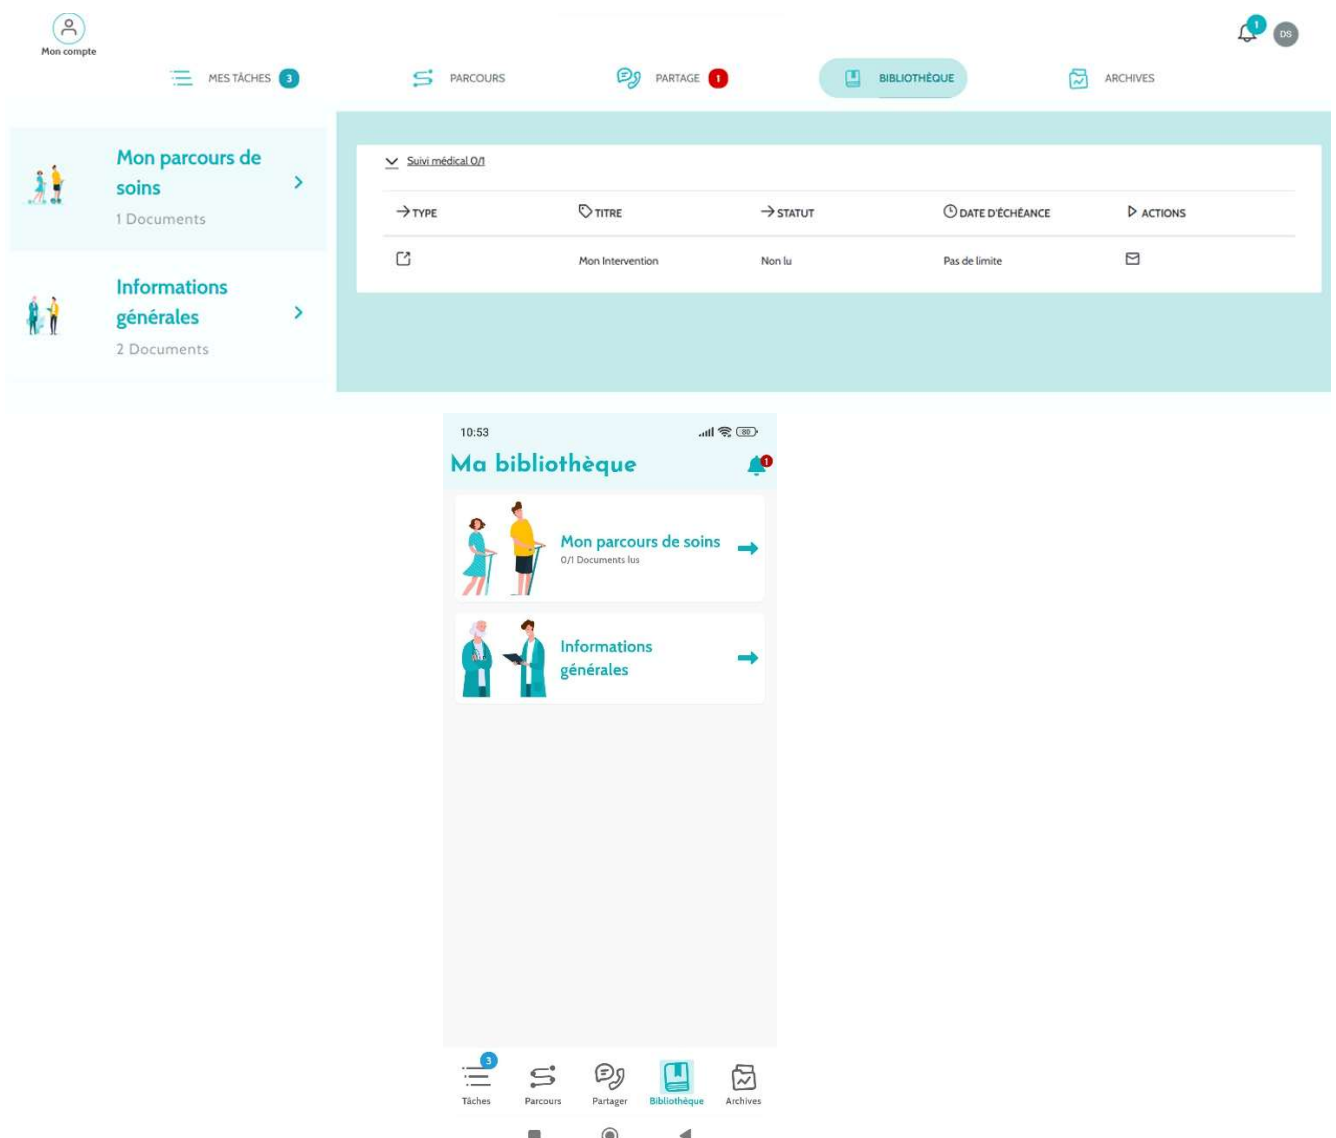 1
DS
Mon compte
MES TÂCHES 3
PARCOURS
PARTAGE 1
BIBLIOTHÈQUE
ARCHIVES
Mon parcours de
soins
1 Documents
Informations
générales
2 Documents
Suivi médical 0/1
TYPE
TITRE
STATUT
DATE D'ÉCHÉANCE
ACTIONS
Mon Intervention
Non lu
Pas de limite
10:53
80
Ma bibliothèque
1
Mon parcours de soins
0/1 Documents lus
Informations
générales
3
Tâches
Parcours
Partager
Bibliothèque
Archives